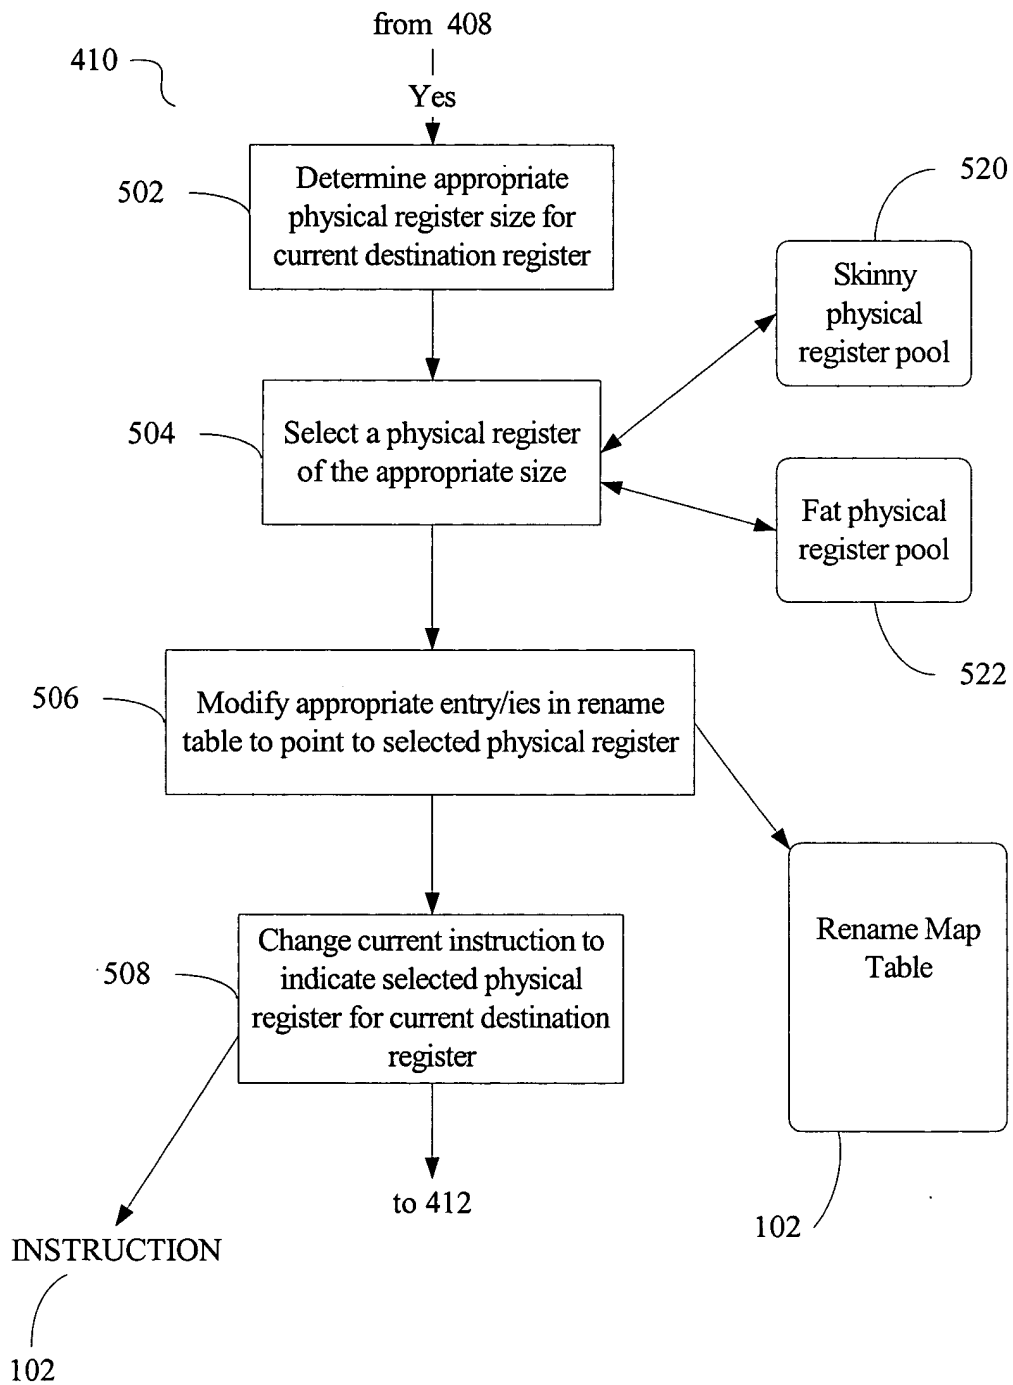 from 408
410
Yes
502
Determine appropriate
physical register size for
current destination register
520
Skinny
physical
register pool
504
Select a physical register
of the appropriate size
Fat physical
register pool
522
506
Modify appropriate entry/ies in rename
table to point to selected physical register
Rename Map
Table
508
Change current instruction to
indicate selected physical
register for current destination
register
to 412
102
INSTRUCTION
102